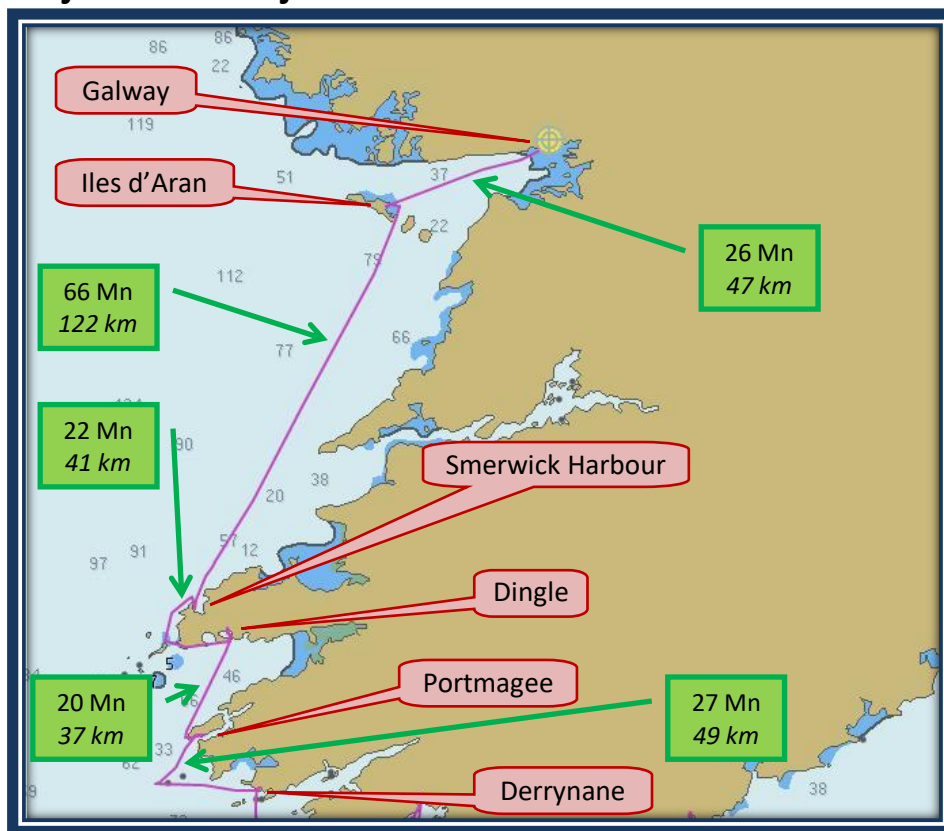 86
86
22
Galway
119
Iles d'Aran
51
37
22
26 Mn
47 km
79
112
66 Mn
122 km
66
77
22 Mn
41 km
90
Smerwick Harbour
38
20
57
12
91
97
Dingle
5
46
Portmagee
20 Mn
37 km
27 Mn
49 km
33
Derrynane
38